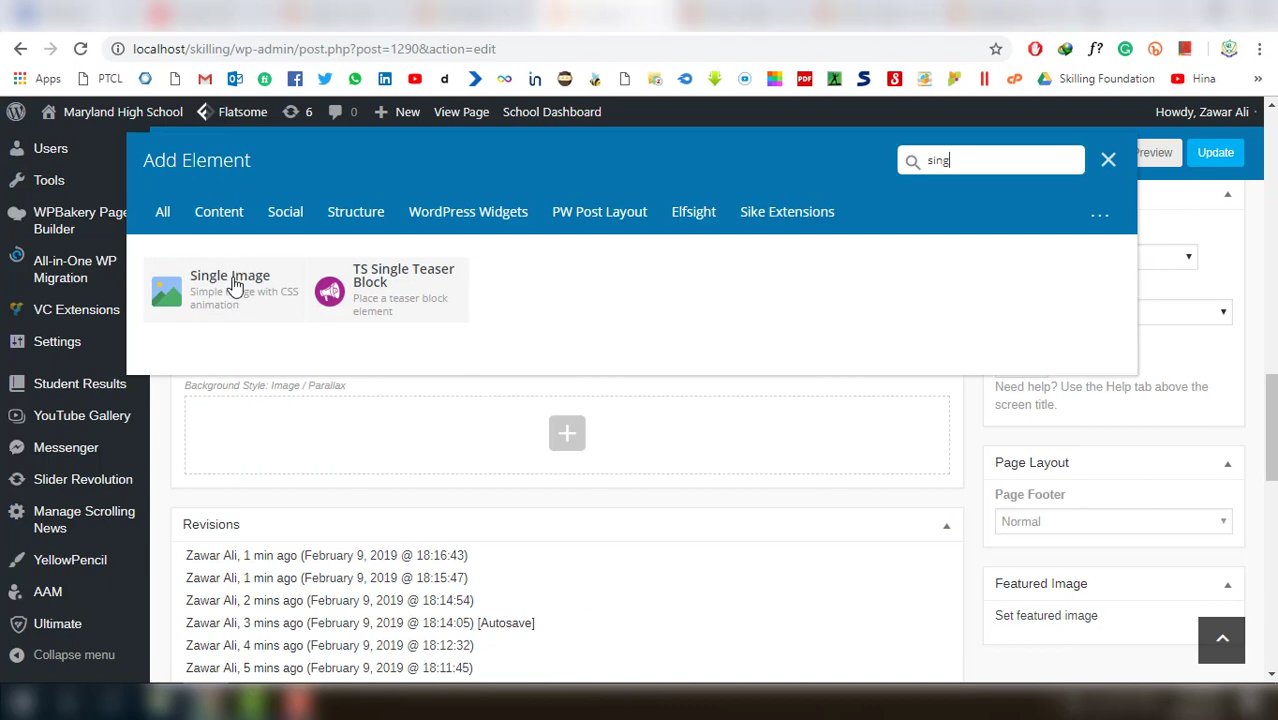 localhost/skilling/wp-admin/post.php?post=1290&action=edit
Apps
PTCL
Skilling Foundation
Hina
Maryland High School
Flatsome
6
0
New
View Page
School Dashboard
Howdy, Zawar Ali
Users
Tools
WPBakery Page
Builder
All-in-One WP
Migration
VC Extensions
Settings
Student Results
YouTube Gallery
Messenger
Slider Revolution
Manage Scrolling
News
YellowPencil
AAM
Ultimate
Collapse menu
Add Element
sing
Preview
Update
All
Content
Social
Structure
WordPress Widgets
PW Post Layout
Elfsight
Sike Extensions
...
Single Image
Simple image with CSS
animation
TS Single Teaser
Block
Place a teaser block
element
Background Style: Image / Parallax
Revisions
Zawar Ali, 1 min ago (February 9, 2019 @ 18:16:43)
Zawar Ali, 1 min ago (February 9, 2019 @ 18:15:47)
Zawar Ali, 2 mins ago (February 9, 2019 @ 18:14:54)
Zawar Ali, 3 mins ago (February 9, 2019 @ 18:14:05) [Autosave]
Zawar Ali, 4 mins ago (February 9, 2019 @ 18:12:32)
Zawar Ali, 5 mins ago (February 9, 2019 @ 18:11:45)
Need help? Use the Help tab above the
screen title.
Page Layout
Page Footer
Normal
Featured Image
Set featured image